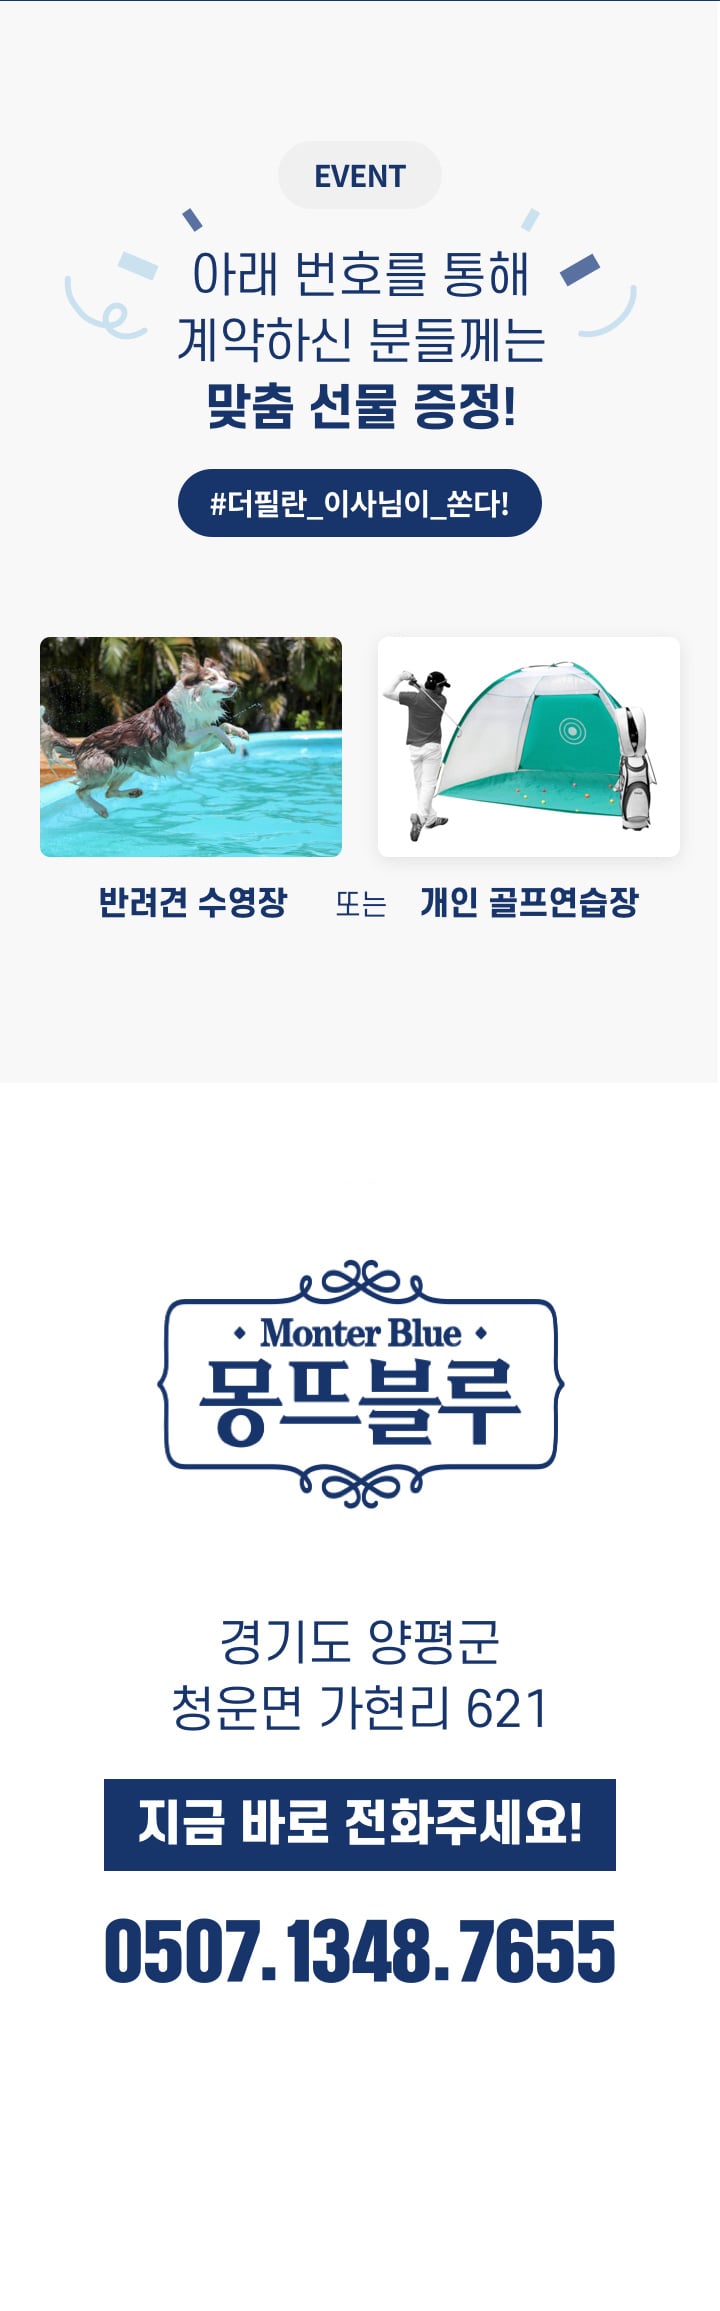 EVENT
아래 번호를 통해
계약하신 분들께는
맞춤 선물 증정!
#더필란_이사님이_쏜다!
반려견 수영장 또는 개인 골프연습장
Monter Blue
몽뜨블루
경기도 양평군
청운면 가현리 621
지금 바로 전화주세요!
0507.1348.7655